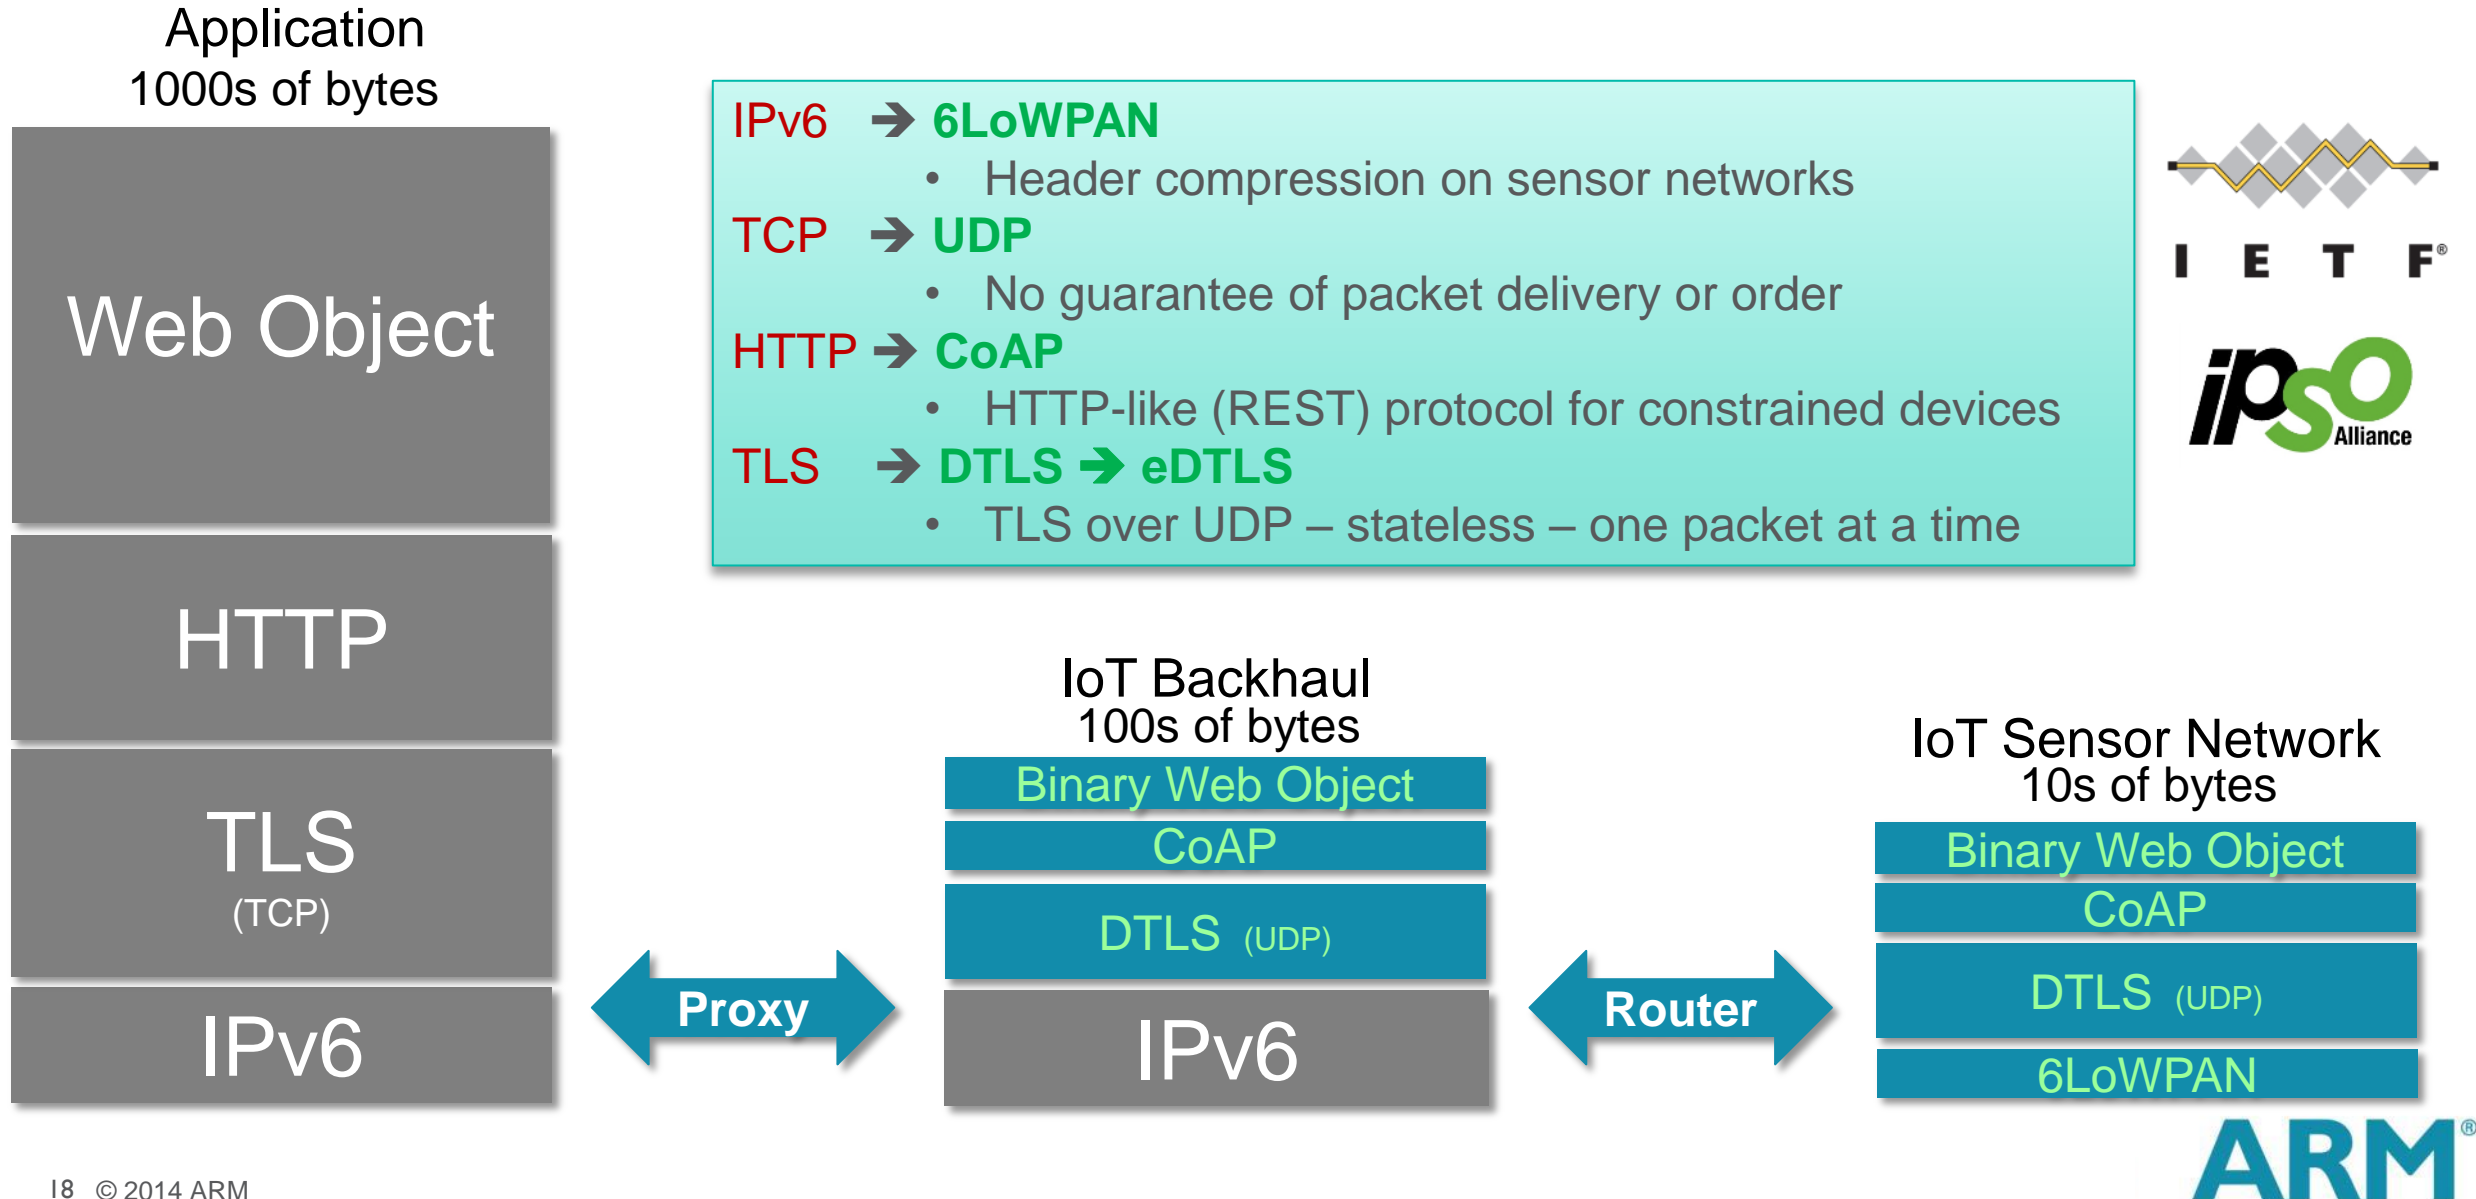 Application
1000s of bytes
Web Object
HTTP
TLS
(TCP)
IPv6
IPv6 ➔ 6LoWPAN
• Header compression on sensor networks
TCP ➔ UDP
• No guarantee of packet delivery or order
HTTP ➔ CoAP
• HTTP-like (REST) protocol for constrained devices
TLS ➔ DTLS ➔ eDTLS
• TLS over UDP – stateless – one packet at a time
I E T F®
ipso
Alliance
Proxy
IoT Backhaul
100s of bytes
Binary Web Object
CoAP
DTLS (UDP)
IPv6
Router
IoT Sensor Network
10s of bytes
Binary Web Object
CoAP
DTLS (UDP)
6LoWPAN
18 © 2014 ARM
ARM®